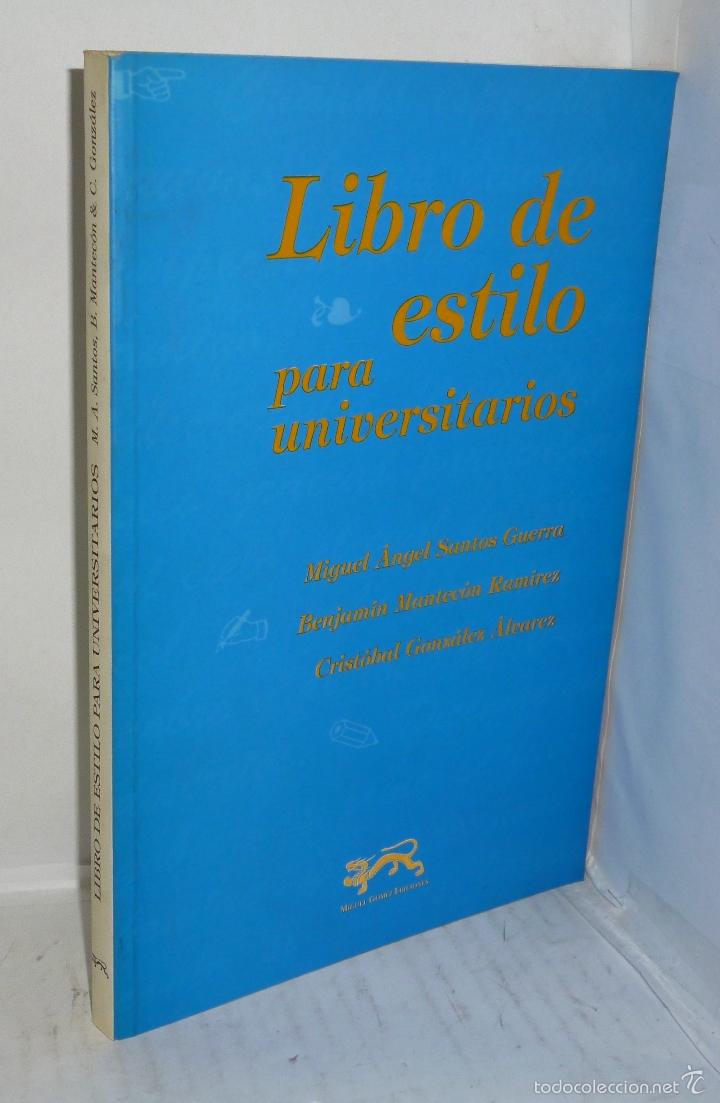 LIBRO DE ESTILO PARA UNIVERSITARIOS M. A. Santos, B. Mantecón & C. González
Libro de
estilo
para
universitarios
Miguel Ángel Santos Guerra
Benjamín Mantecón Ramírez
Cristóbal González Álvarez
MIGUEL GÓMEZ EDICIONES
todocoleccion.net
TC